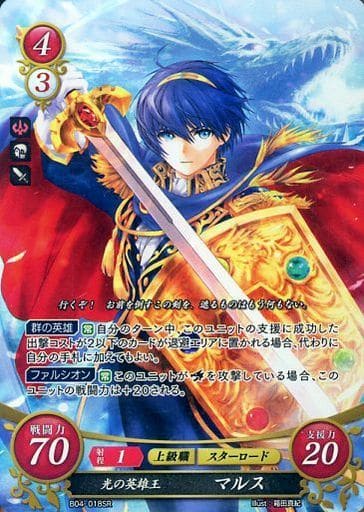 4
3
行くぞ! お前を倒すこの剣を、遮るものはもう何もない。
群の英雄 常 自分のターン中、このユニットの支援に成功した
出撃コストが2以下のカードが退避エリアに置かれる場合、代わりに
自分の手札に加えてもよい。
ファルシオン 常 このユニットが を攻撃している場合、この
ユニットの戦闘力は+20される。
戦闘力
70
射程 1
上級職
スターロード
支援力
20
光の英雄王 マルス
B04-018SR
Illust:箱田真紀